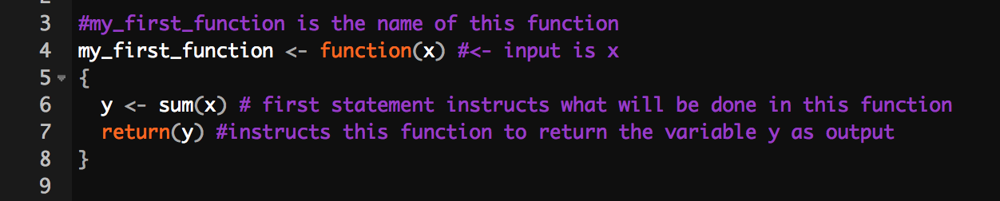 3 #my_first_function is the name of this function
4 my_first_function <- function(x) #<- input is x
5 {
6 y <- sum(x) # first statement instructs what will be done in this function
7 return(y) #instructs this function to return the variable y as output
8 }
9